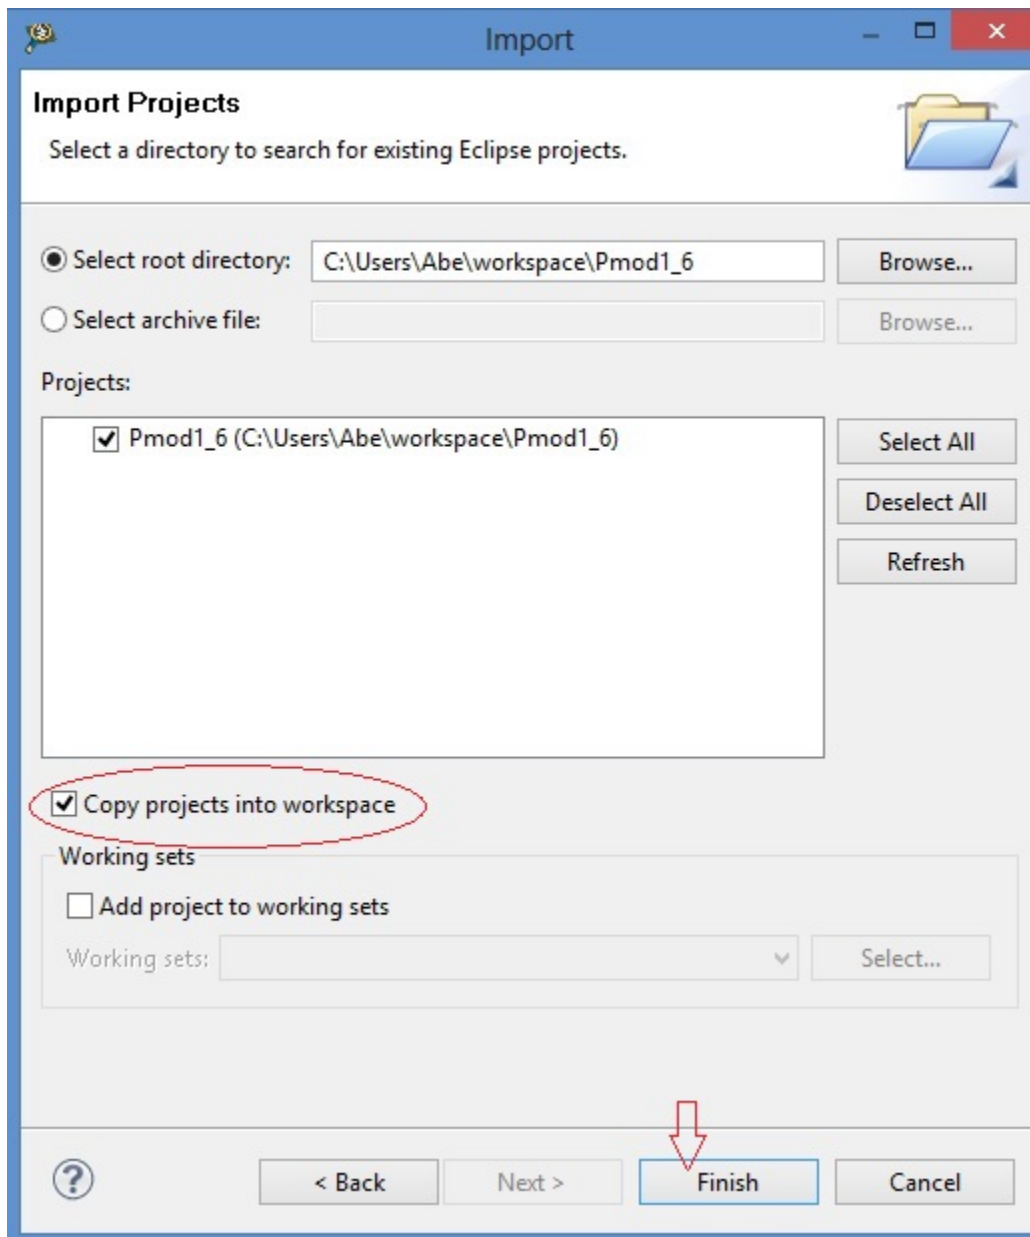 Import
Import Projects
Select a directory to search for existing Eclipse projects.
Select root directory: C:\Users\Abe\workspace\Pmod1_6 Browse...
Select archive file: Browse...
Projects:
Pmod1_6 (C:\Users\Abe\workspace\Pmod1_6)
Select All
Deselect All
Refresh
Copy projects into workspace
Working sets
Add project to working sets
Working sets: Select...
? < Back Next > Finish Cancel